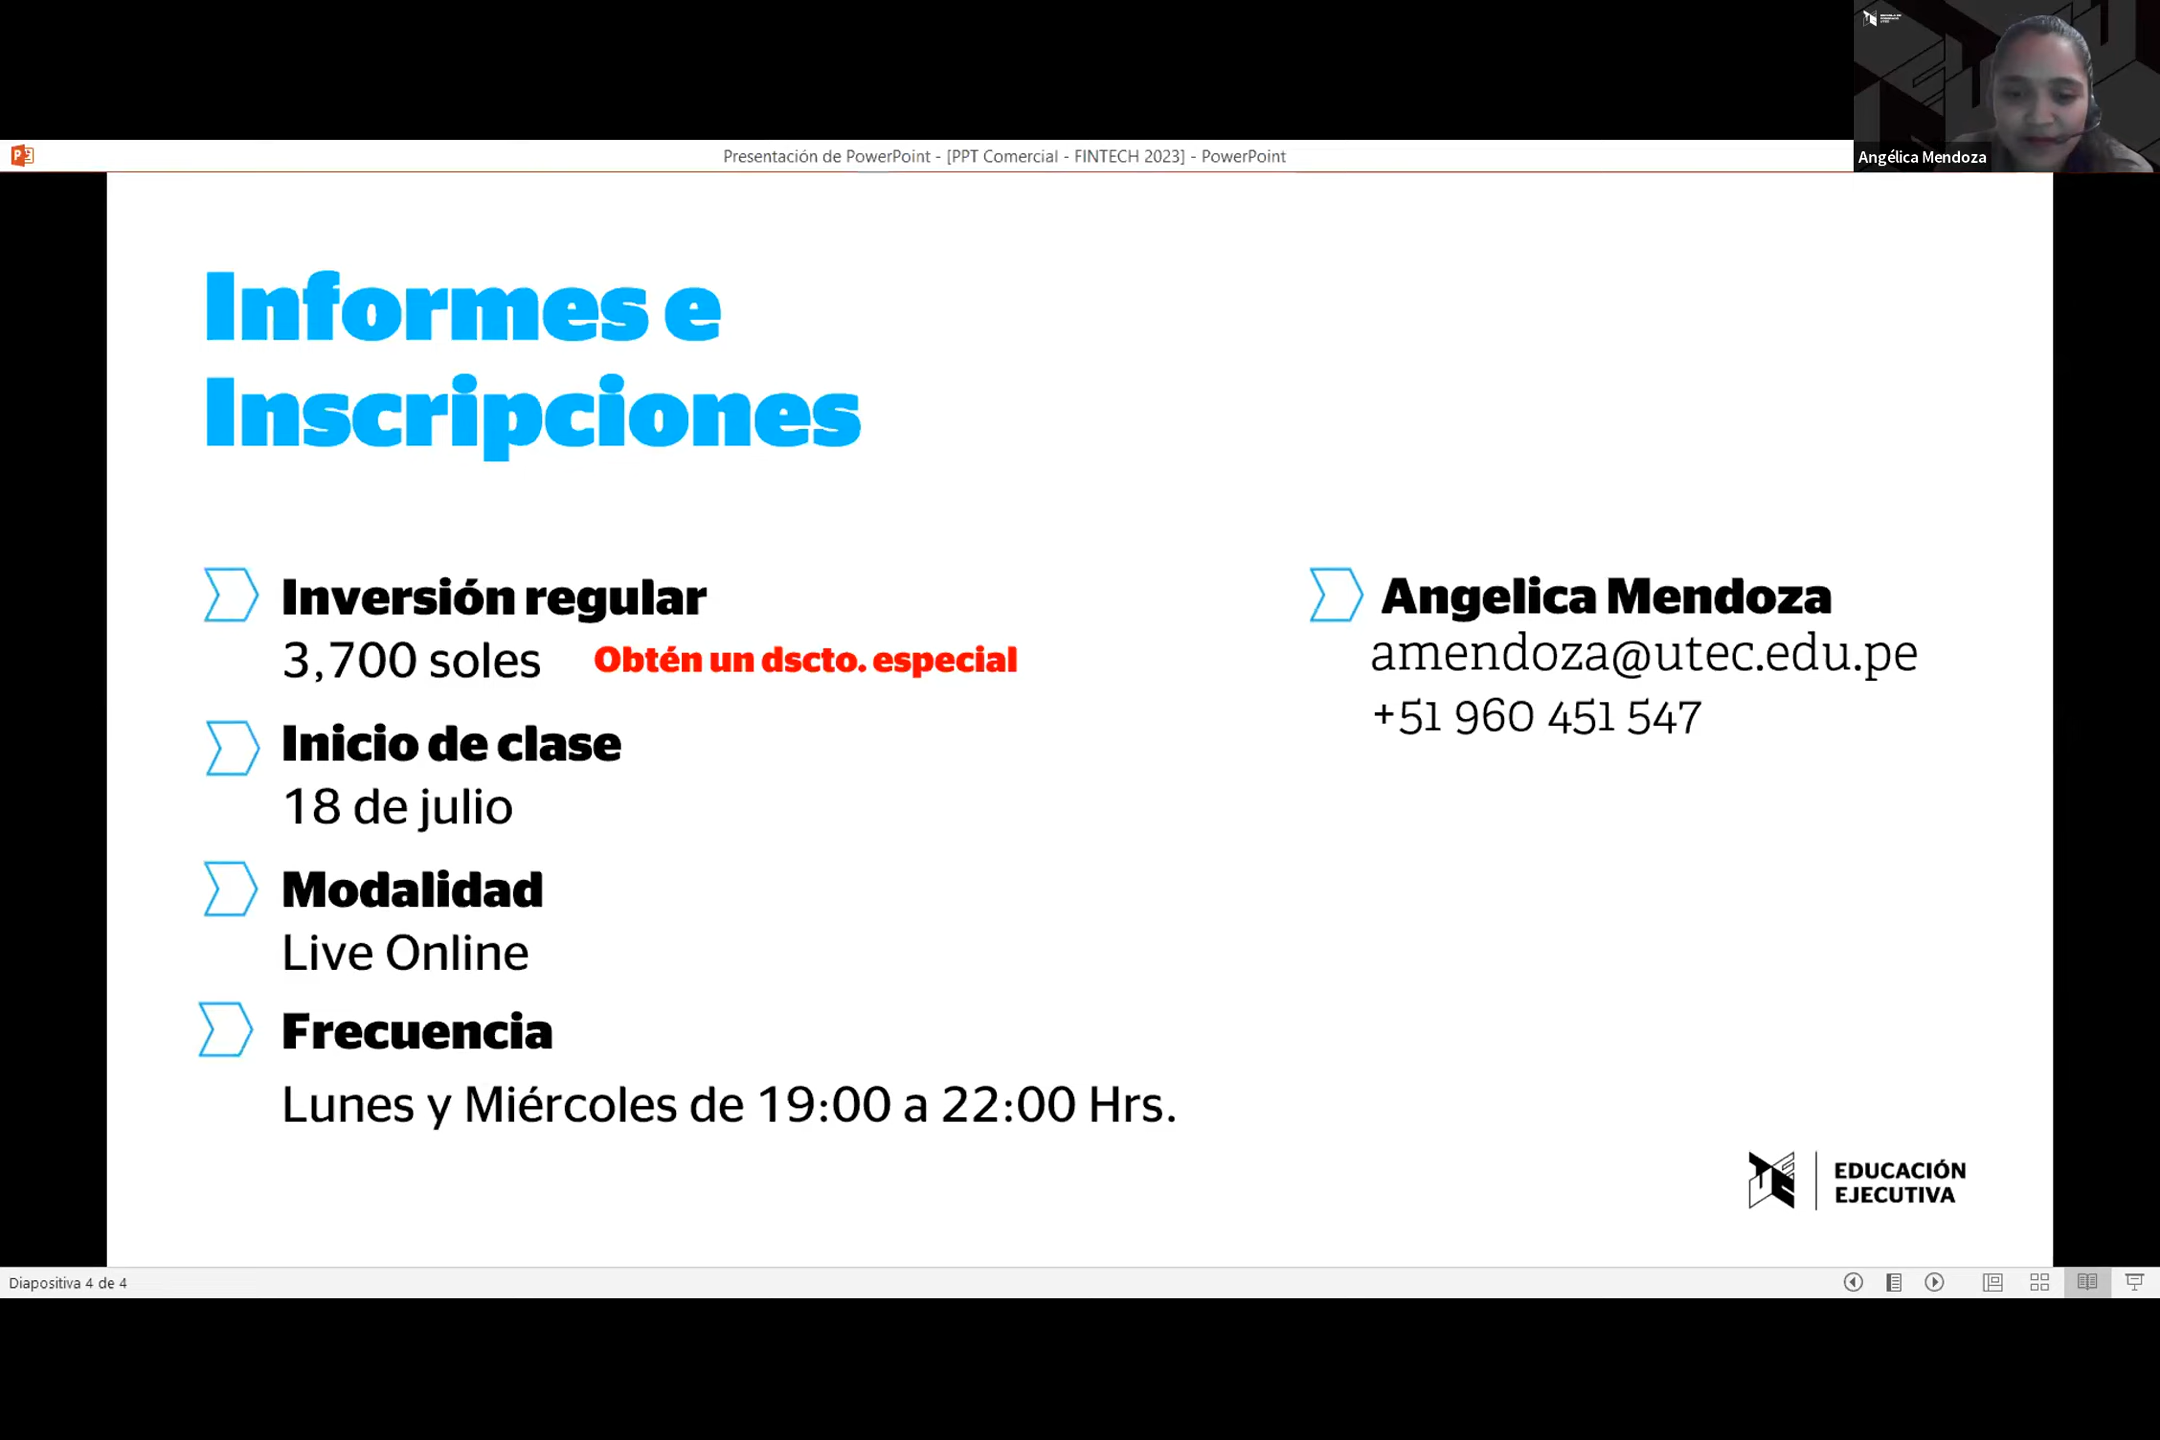 Angélica Mendoza
Presentación de PowerPoint - [PPT Comercial - FINTECH 2023] - PowerPoint
Informes e
Inscripciones
Inversión regular
3,700 soles Obtén un dscto. especial
Inicio de clase
18 de julio
Modalidad
Live Online
Frecuencia
Lunes y Miércoles de 19:00 a 22:00 Hrs.
Angelica Mendoza
amendoza@utec.edu.pe
+51 960 451 547
UTEC
EDUCACIÓN
EJECUTIVA
Diapositiva 4 de 4